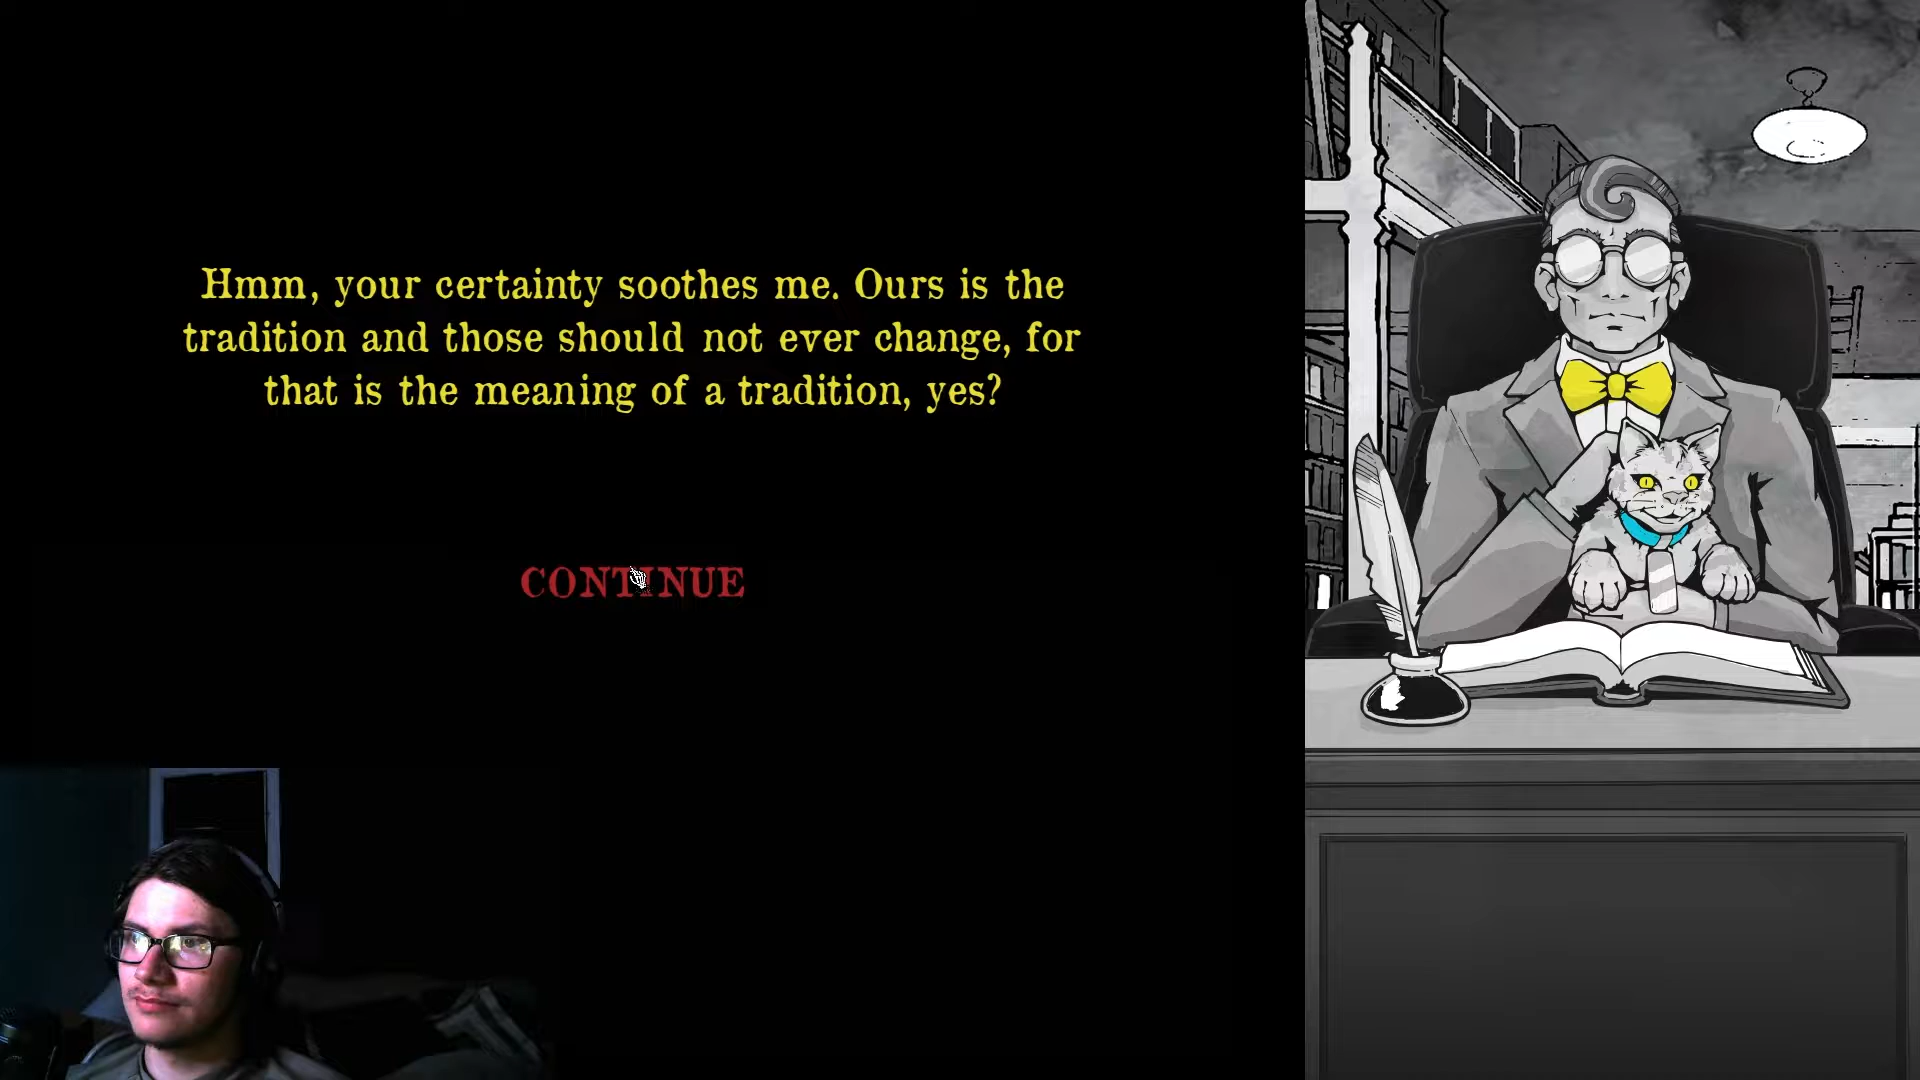 Hmm, your certainty soothes me. Ours is the
tradition and those should not ever change, for
that is the meaning of a tradition, yes?
CONTINUE